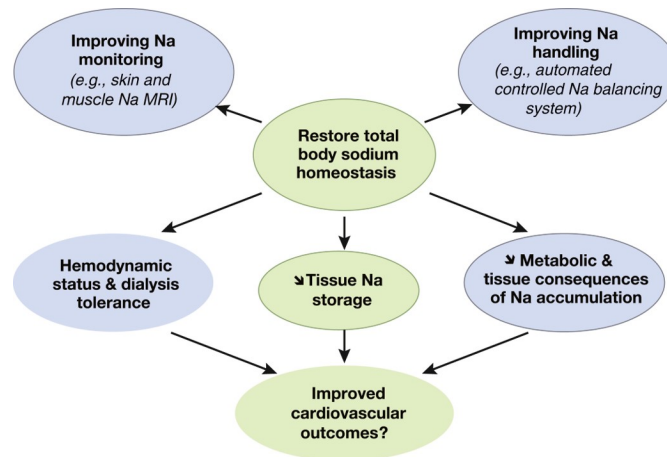 Improving Na
monitoring
(e.g., skin and
muscle Na MRI)
Improving Na
handling
(e.g., automated
controlled Na balancing
system)
Restore total
body sodium
homeostasis
Hemodynamic
status & dialysis
tolerance
↘Tissue Na
storage
↘ Metabolic &
tissue consequences
of Na accumulation
Improved
cardiovascular
outcomes?